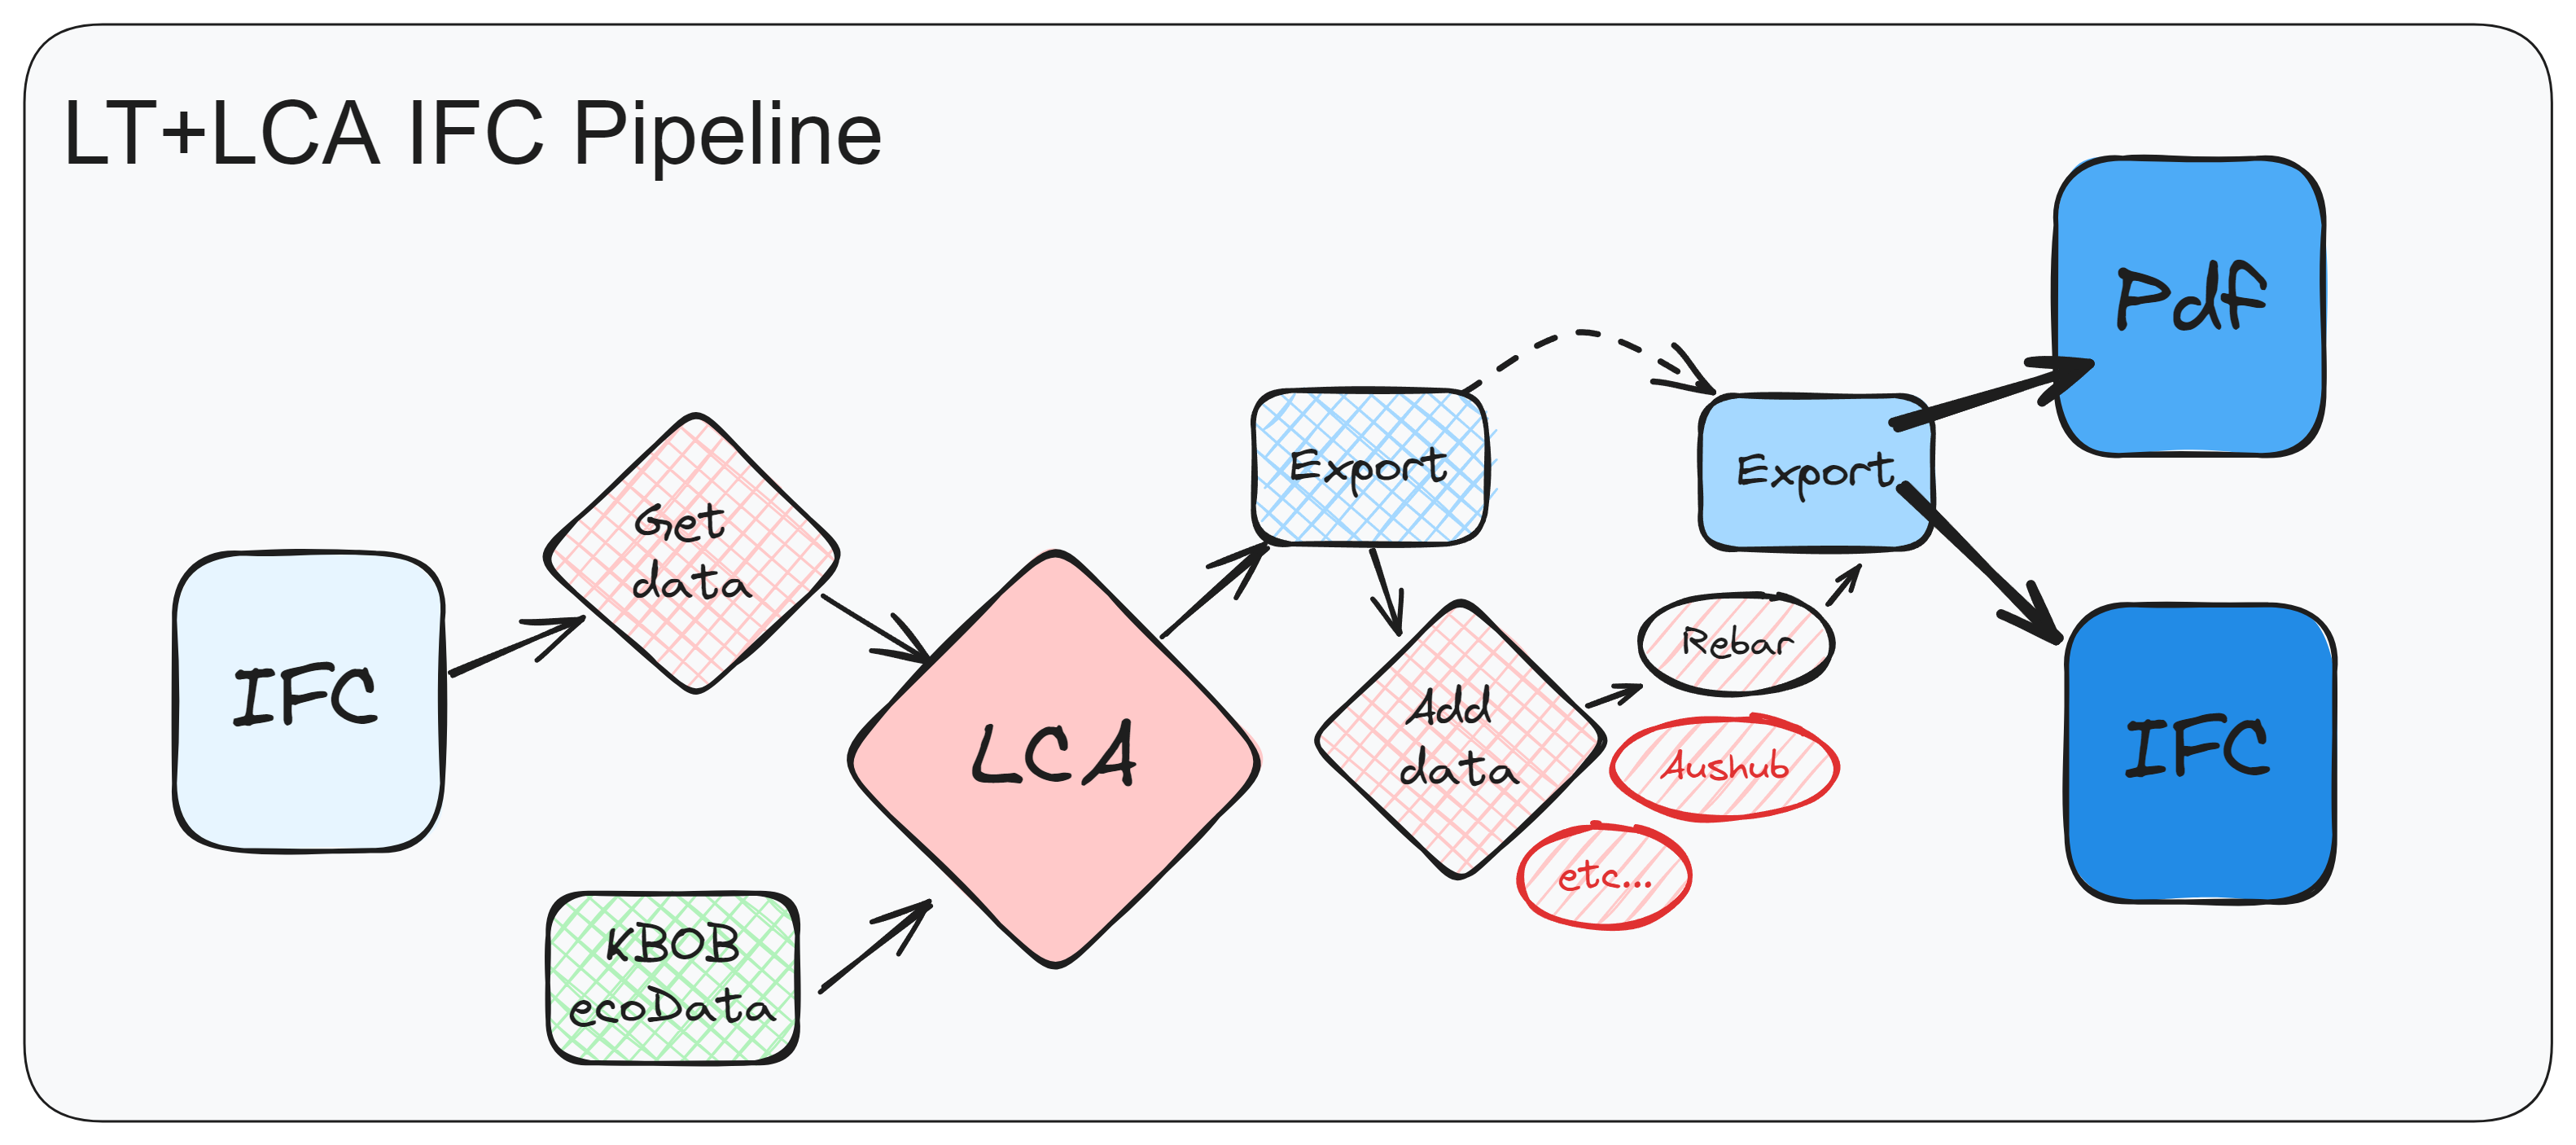 LT+LCA IFC Pipeline
IFC
Get
data
KBOB
ecoData
LCA
Export
Add
data
Rebar
Aushub
etc...
Export
Pdf
IFC